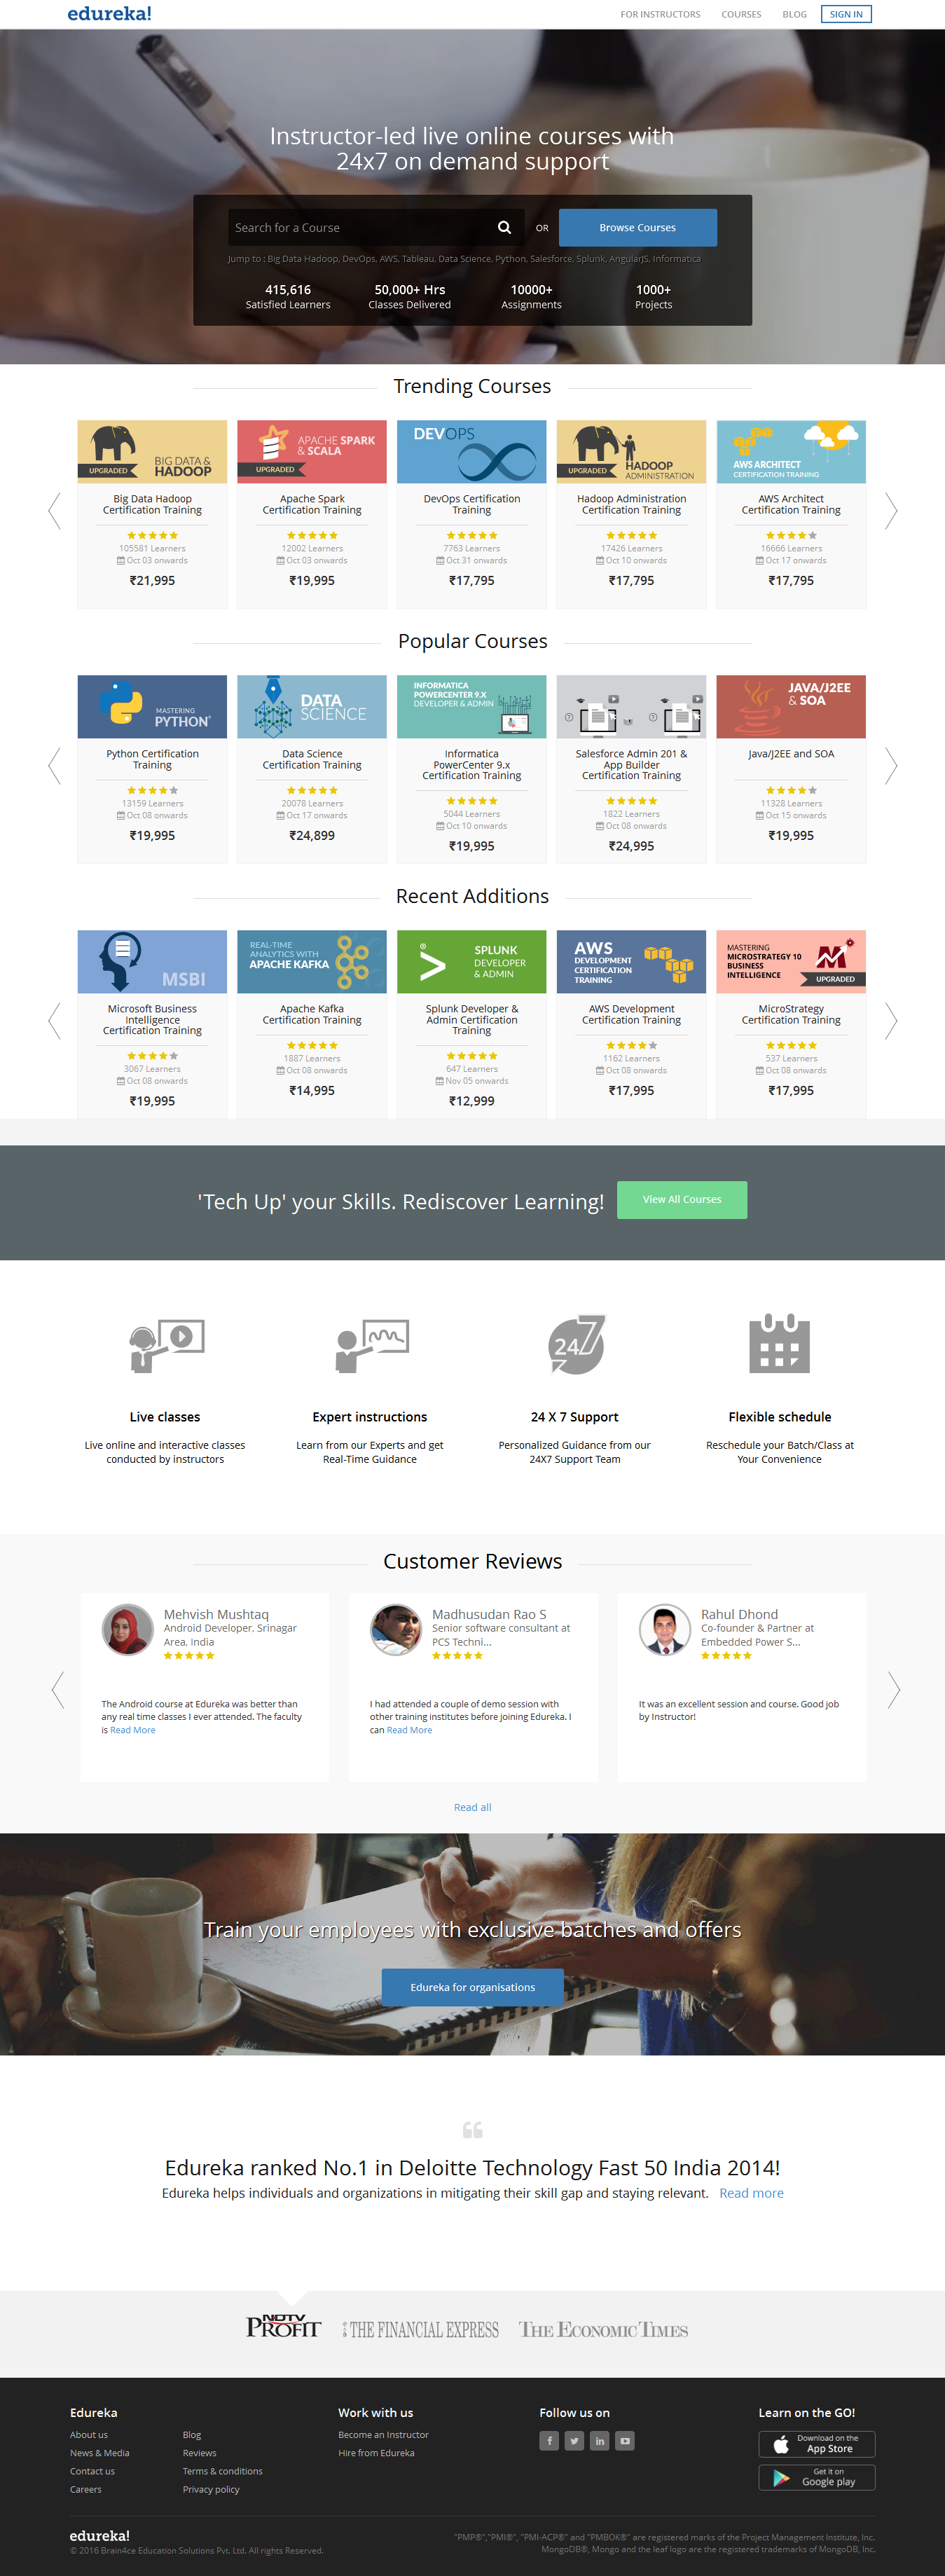 edureka!
FOR INSTRUCTORS COURSES BLOG SIGN IN
Instructor-led live online courses with
24x7 on demand support
Search for a Course OR Browse Courses
Jump to : Big Data Hadoop, DevOps, AWS, Tableau, Data Science, Python, Salesforce, Splunk, AngularJS, Informatica
415,616 50,000+ Hrs 10000+ 1000+
Satisfied Learners Classes Delivered Assignments Projects
Trending Courses
BIG DATA &
HADOOP
UPGRADED
Big Data Hadoop
Certification Training
105581 Learners
Oct 03 onwards
₹21,995
APACHE SPARK
& SCALA
UPGRADED
Apache Spark
Certification Training
12002 Learners
Oct 03 onwards
₹19,995
DEVOPS
DevOps Certification
Training
7763 Learners
Oct 31 onwards
₹17,795
HADOOP
ADMINISTRATION
UPGRADED
Hadoop Administration
Certification Training
17426 Learners
Oct 10 onwards
₹17,795
AWS ARCHITECT
CERTIFICATION TRAINING
AWS Architect
Certification Training
16666 Learners
Oct 17 onwards
₹17,795
Popular Courses
MASTERING
PYTHON
Python Certification
Training
13159 Learners
Oct 08 onwards
₹19,995
DATA
SCIENCE
Data Science
Certification Training
20078 Learners
Oct 17 onwards
₹24,899
INFORMATICA
POWERCENTER 9.X
DEVELOPER & ADMIN
Informatica
PowerCenter 9.x
Certification Training
5044 Learners
Oct 10 onwards
₹19,995
Salesforce Admin 201 &
App Builder
Certification Training
1822 Learners
Oct 08 onwards
₹24,995
JAVA/J2EE
& SOA
Java/J2EE and SOA
11328 Learners
Oct 15 onwards
₹19,995
Recent Additions
MSBI
Microsoft Business
Intelligence
Certification Training
3067 Learners
Oct 08 onwards
₹19,995
REAL-TIME
ANALYTICS WITH
APACHE KAFKA
Apache Kafka
Certification Training
1887 Learners
Oct 08 onwards
₹14,995
®
>
SPLUNK
DEVELOPER
& ADMIN
Splunk Developer &
Admin Certification
Training
647 Learners
Nov 05 onwards
₹12,999
AWS
DEVELOPMENT
CERTIFICATION
TRAINING
AWS Development
Certification Training
1162 Learners
Oct 08 onwards
₹17,995
MASTERING
MICROSTRATEGY 10
BUSINESS
INTELLIGENCE
UPGRADED
MicroStrategy
Certification Training
537 Learners
Oct 08 onwards
₹17,995
'Tech Up' your Skills. Rediscover Learning! View All Courses
24 7
Live classes
Live online and interactive classes
conducted by instructors
Expert instructions
Learn from our Experts and get
Real-Time Guidance
24 X 7 Support
Personalized Guidance from our
24X7 Support Team
Flexible schedule
Reschedule your Batch/Class at
Your Convenience
Customer Reviews
Mehvish Mushtaq
Android Developer, Srinagar
Area, India
The Android course at Edureka was better than
any real time classes I ever attended. The faculty
is Read More
Madhusudan Rao S
Senior software consultant at
PCS Techni...
I had attended a couple of demo session with
other training institutes before joining Edureka. I
can Read More
Rahul Dhond
Co-founder & Partner at
Embedded Power S...
It was an excellent session and course. Good job
by Instructor!
Read all
Train your employees with exclusive batches and offers
Edureka for organisations
Edureka ranked No.1 in Deloitte Technology Fast 50 India 2014!
Edureka helps individuals and organizations in mitigating their skill gap and staying relevant. Read more
NDTV
PROFIT
THE FINANCIAL EXPRESS
THE ECONOMIC TIMES
Edureka
About us
News & Media
Contact us
Careers
Blog
Reviews
Terms & conditions
Privacy policy
Work with us
Become an Instructor
Hire from Edureka
Follow us on
Learn on the GO!
Download on the
App Store
Get it on
Google play
edureka!
© 2016 Brain4ce Education Solutions Pvt. Ltd. All rights Reserved.
"PMP®","PMI®", "PMI-ACP®" and "PMBOK®" are registered marks of the Project Management Institute, Inc.
MongoDB®, Mongo and the leaf logo are the registered trademarks of MongoDB, Inc.